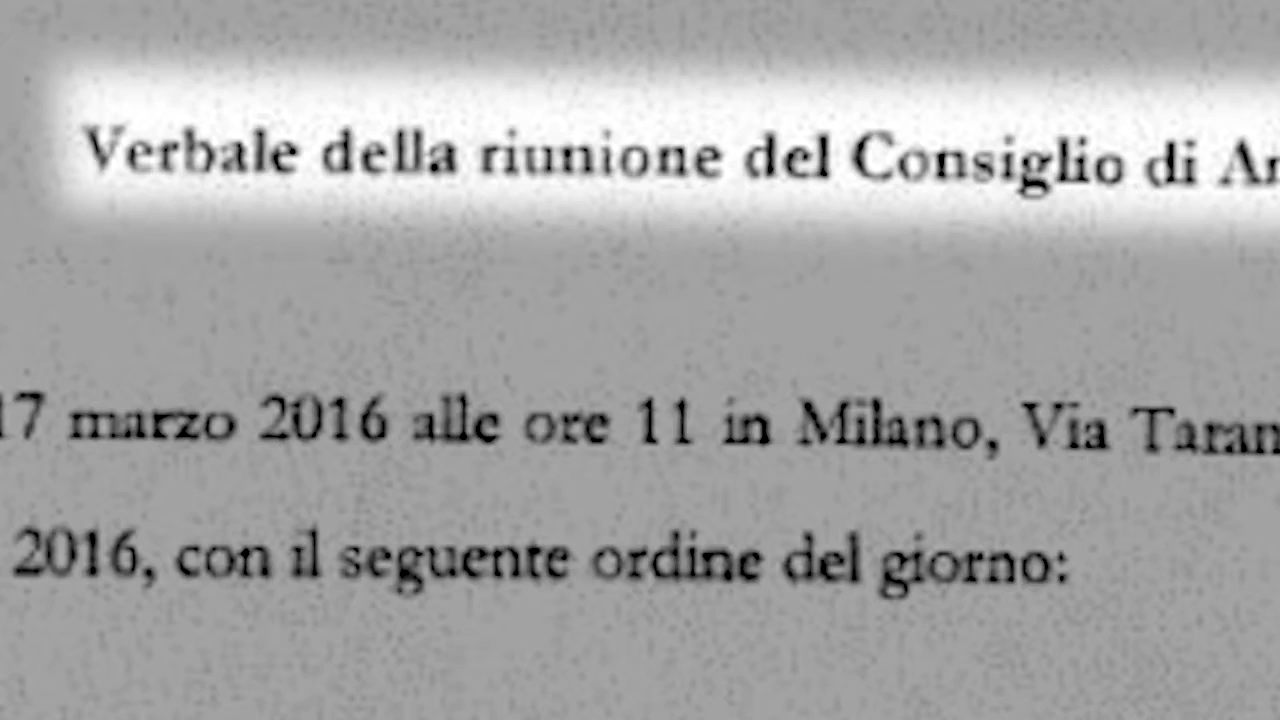 Verbale della riunione del Consiglio di
17 marzo 2016 alle ore 11 in Milano, Via
2016, con il seguente ordine del giorno: